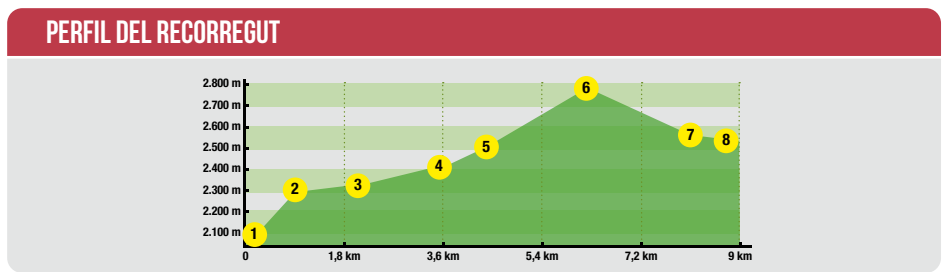 PERFIL DEL RECORREGUT
2.800 m
2.700 m
2.600 m
2.500 m
2.400 m
2.300 m
2.200 m
2.100 m
1
2
3
4
5
6
7
8
0 1,8 km 3,6 km 5,4 km 7,2 km 9 km